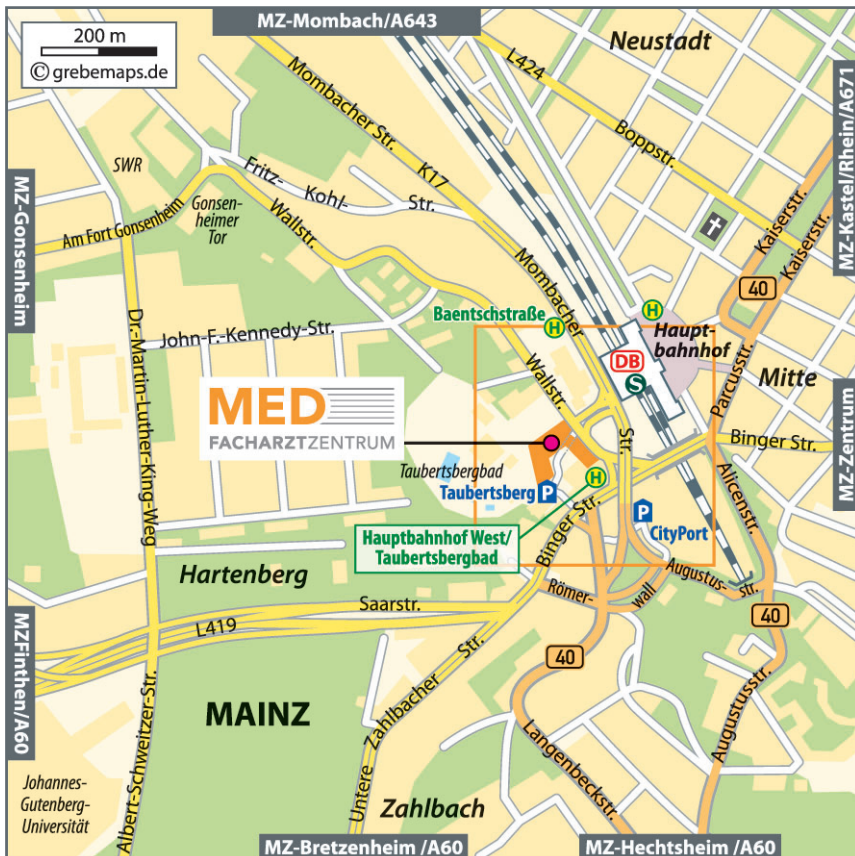 MZ-Mombach/A643
200 m
© grebemaps.de
Neustadt
L424
Boppstr.
Mombacher Str.
K17
Mombacher
Str.
MZ-Kastel/Rhein/A671
Kaiserstr.
Kaiserstr.
40
SWR
Fritz-
Kohl-
Str.
Gonsen-
heimer
Tor
Am Fort Gonsenheim
Wallstr.
MZ-Gonsenheim
Dr.-Martin-Luther-King-Weg
John-F.-Kennedy-Str.
Baentschstraße
H
H
Haupt-
bahnhof
DB
S
Mitte
Parcusstr.
Wallstr.
MED
FACHARZTZENTRUM
Taubertsbergbad
Taubertsberg
P
H
Binger Str.
MZ-Zentrum
Alicenstr.
P
CityPort
Hauptbahnhof West/
Taubertsbergbad
Binger Str.
Hartenberg
Saarstr.
L419
Römer-
wall
Augustus-
str.
40
40
MZFinthen/A60
MAINZ
Albert-Schweitzer-Str.
Untere Zahlbacher Str.
Langenbeckstr.
Augustusstr.
Johannes-
Gutenberg-
Universität
Zahlbach
MZ-Bretzenheim /A60
MZ-Hechtsheim /A60